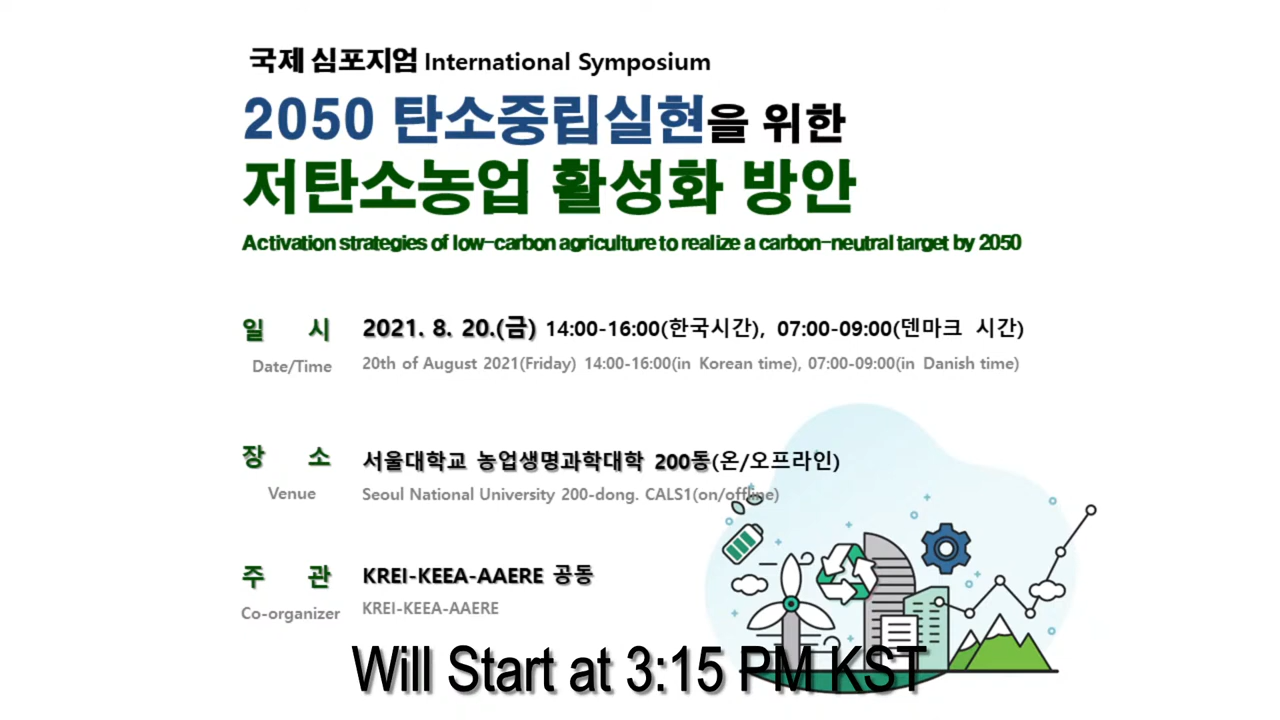 국제 심포지엄 International Symposium
2050 탄소중립실현을 위한
저탄소농업 활성화 방안
Activation strategies of low-carbon agriculture to realize a carbon-neutral target by 2050
일 시 2021. 8. 20.(금) 14:00-16:00(한국시간), 07:00-09:00(덴마크 시간)
Date/Time 20th of August 2021(Friday) 14:00-16:00(in Korean time), 07:00-09:00(in Danish time)
장 소 서울대학교 농업생명과학대학 200동(온/오프라인)
Venue Seoul National University 200-dong. CALS1(on/offline)
주 관 KREI-KEEA-AAERE 공동
Co-organizer KREI-KEEA-AAERE
Will Start at 3:15 PM KST